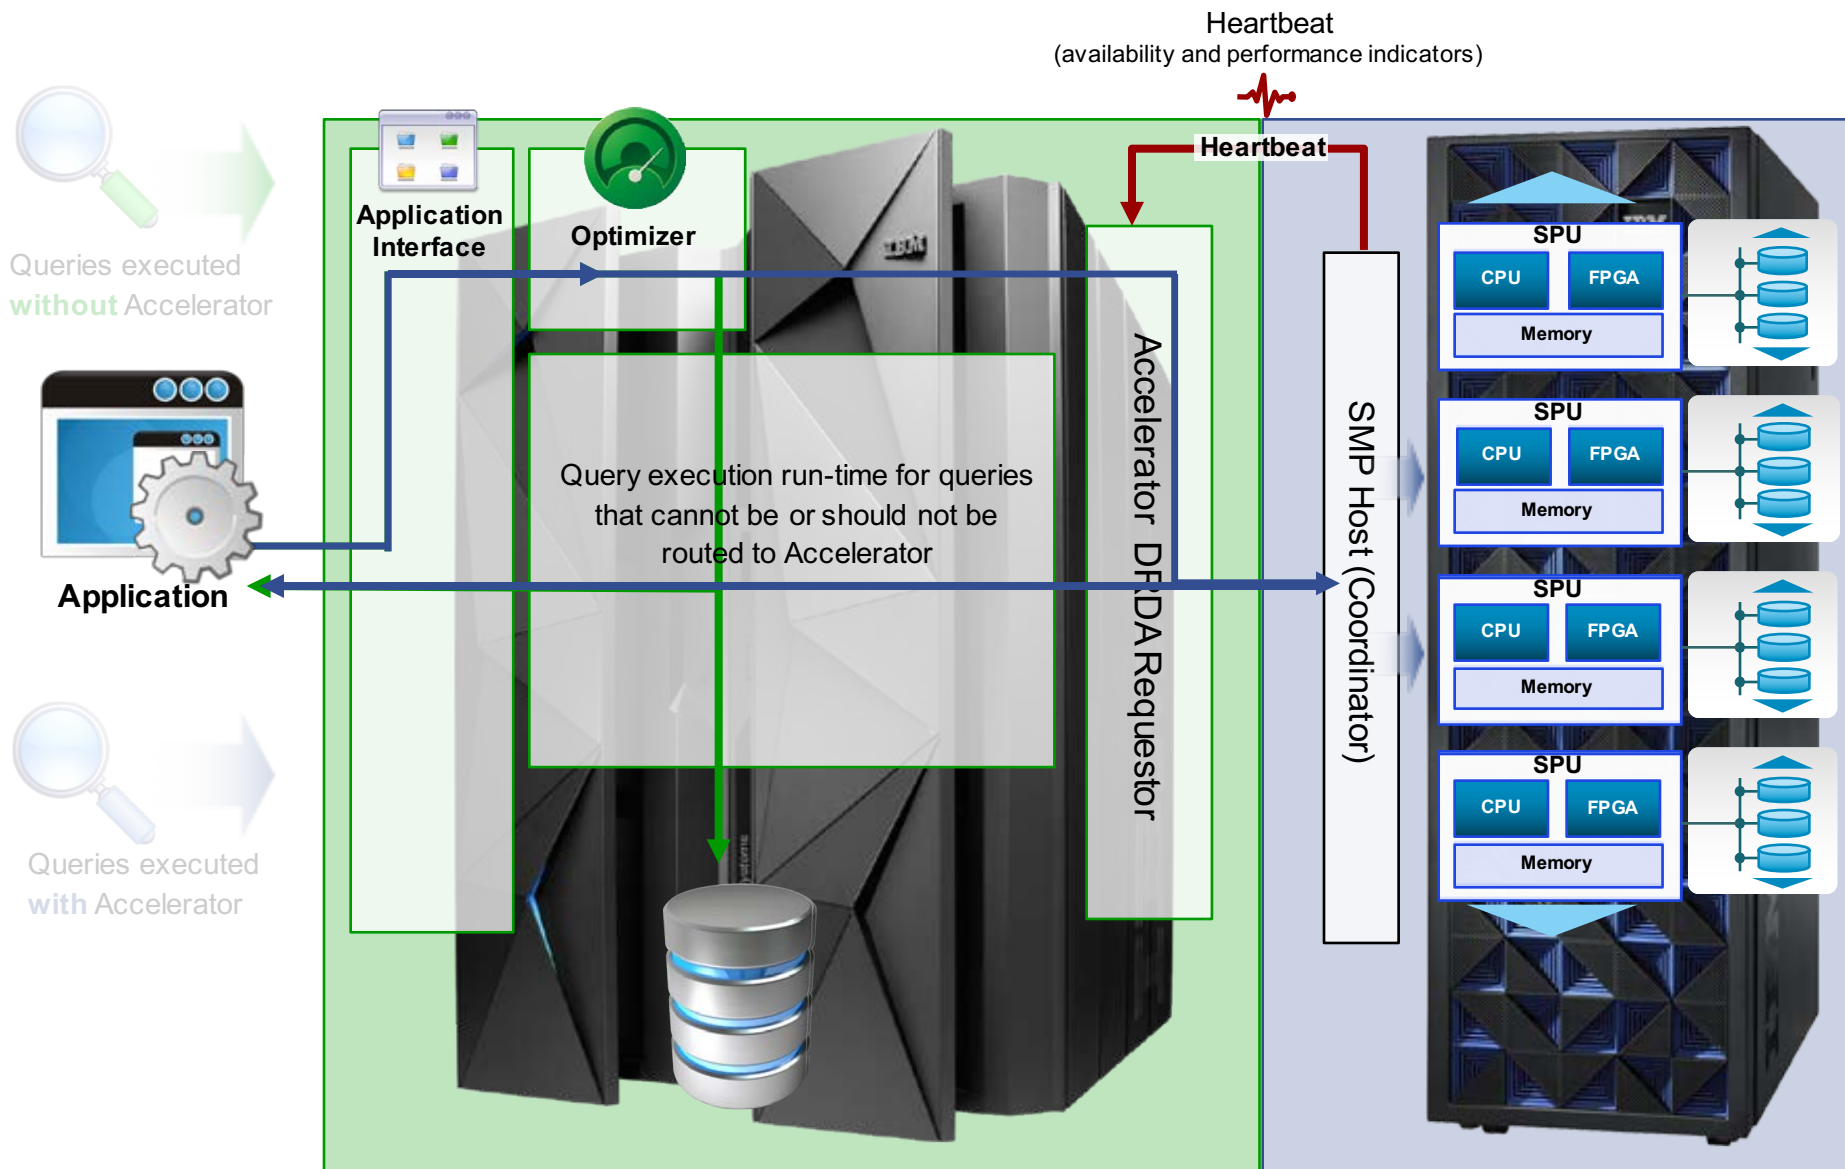 Heartbeat
(availability and performance indicators)
Heartbeat
Application
Interface
Optimizer
IBM
Queries executed
without Accelerator
Application
Queries executed
with Accelerator
Query execution run-time for queries
that cannot be or should not be
routed to Accelerator
Accelerator DRDA Requestor
SMP Host (Coordinator)
SPU
CPU
FPGA
Memory
SPU
CPU
FPGA
Memory
SPU
CPU
FPGA
Memory
SPU
CPU
FPGA
Memory